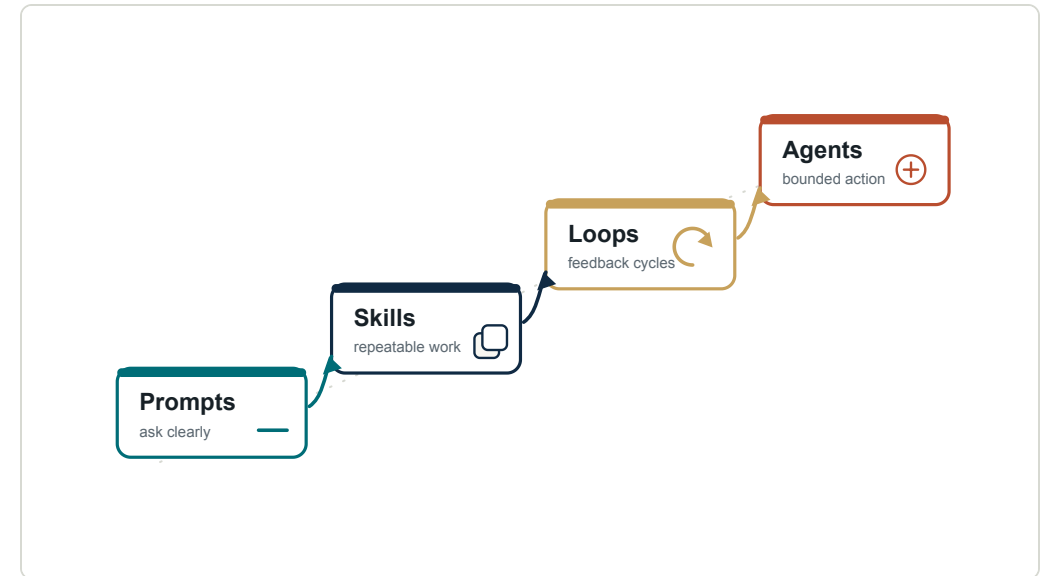 Agents
bounded action
Loops
feedback cycles
Skills
repeatable work
Prompts
ask clearly